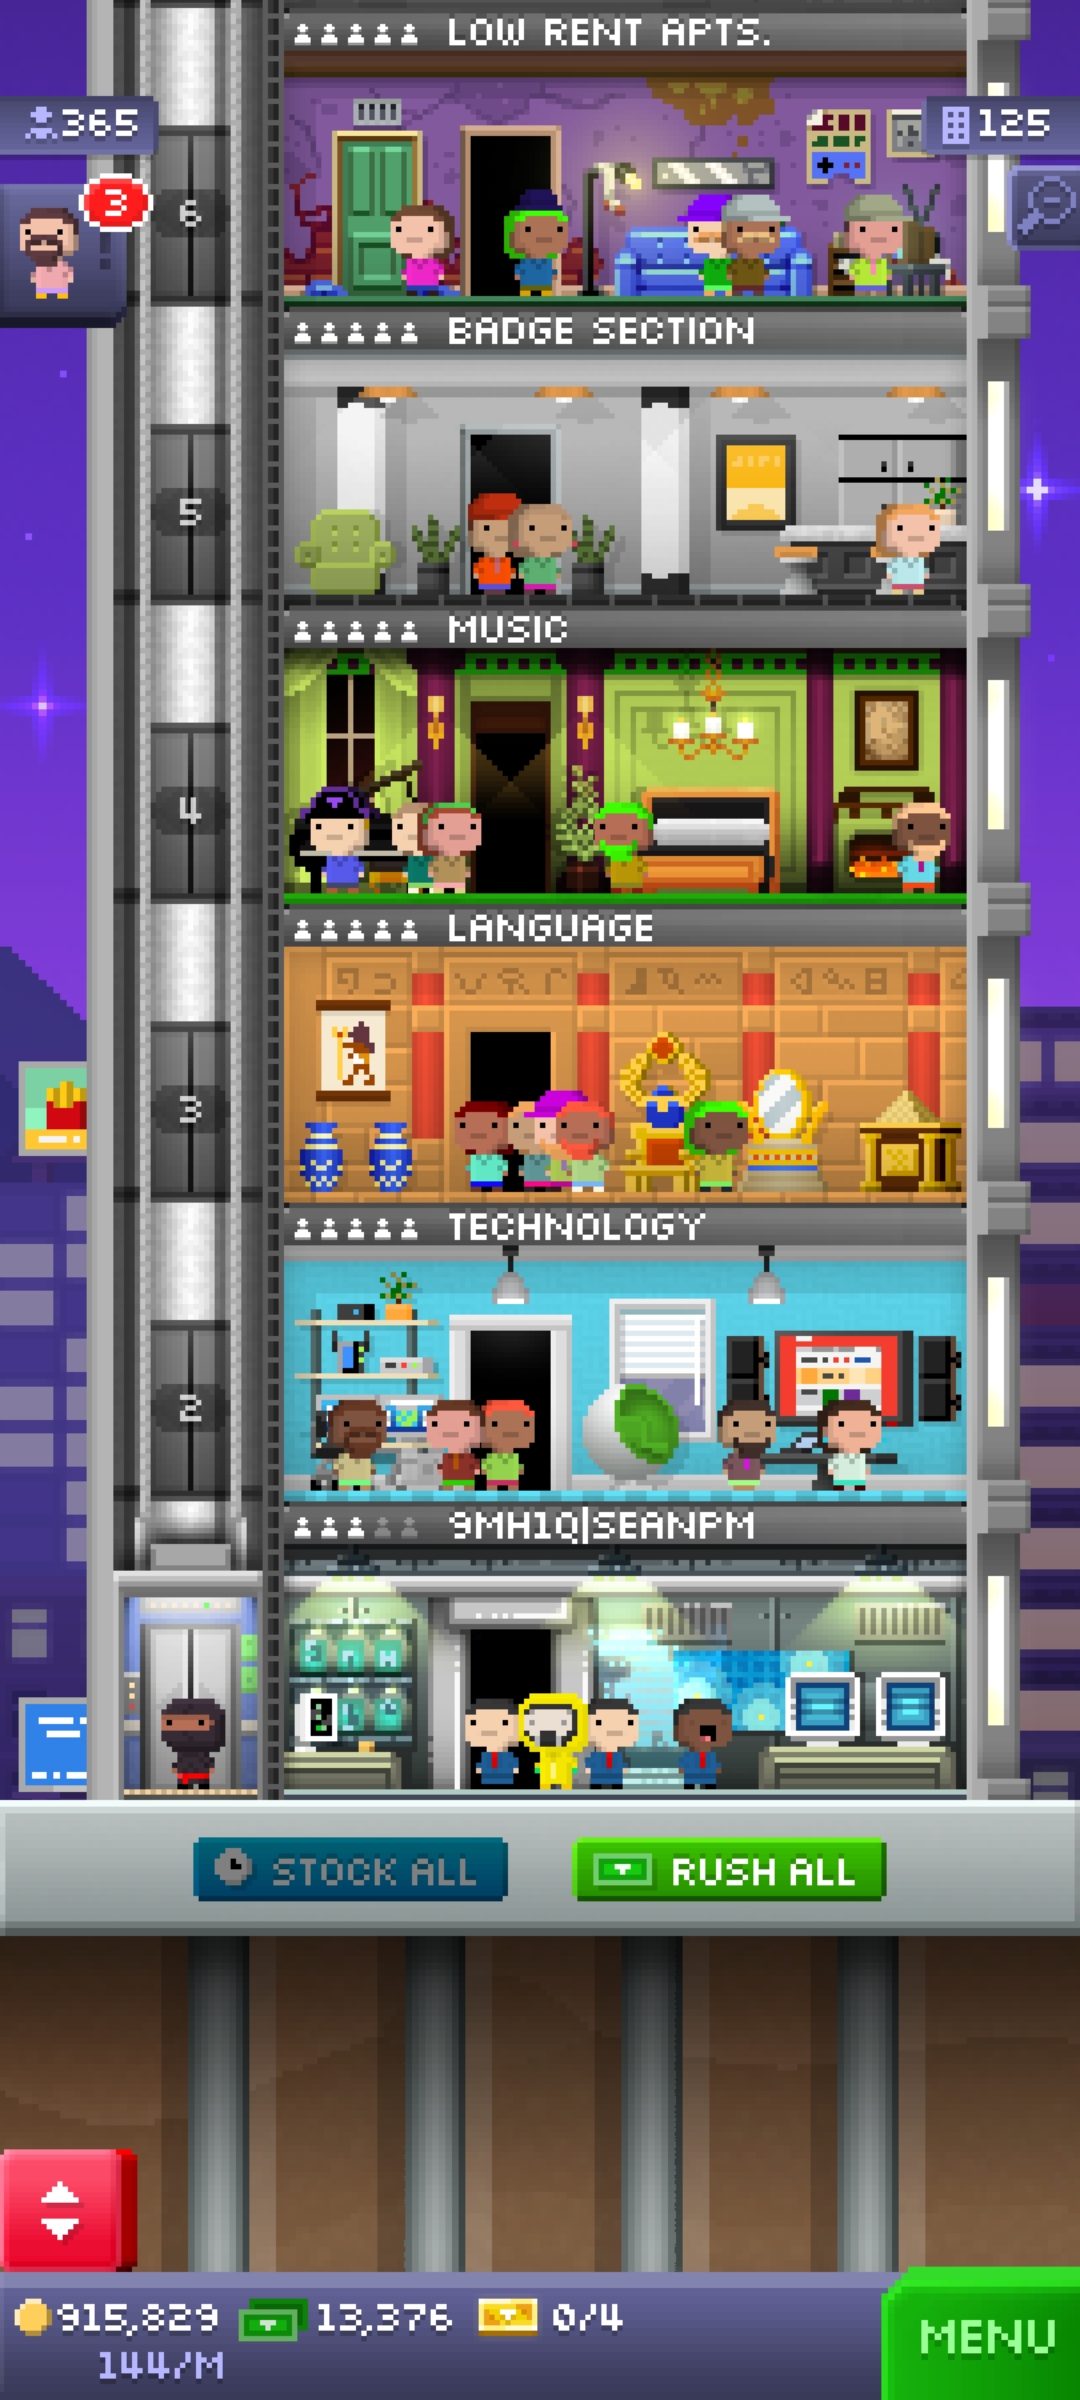 LOW RENT APTS.
365
125
3
6
BADGE SECTION
5
MUSIC
4
LANGUAGE
3
TECHNOLOGY
2
9MH1Q|SEANPM
STOCK ALL
RUSH ALL
915,829
13,376
0/4
MENU
144/M